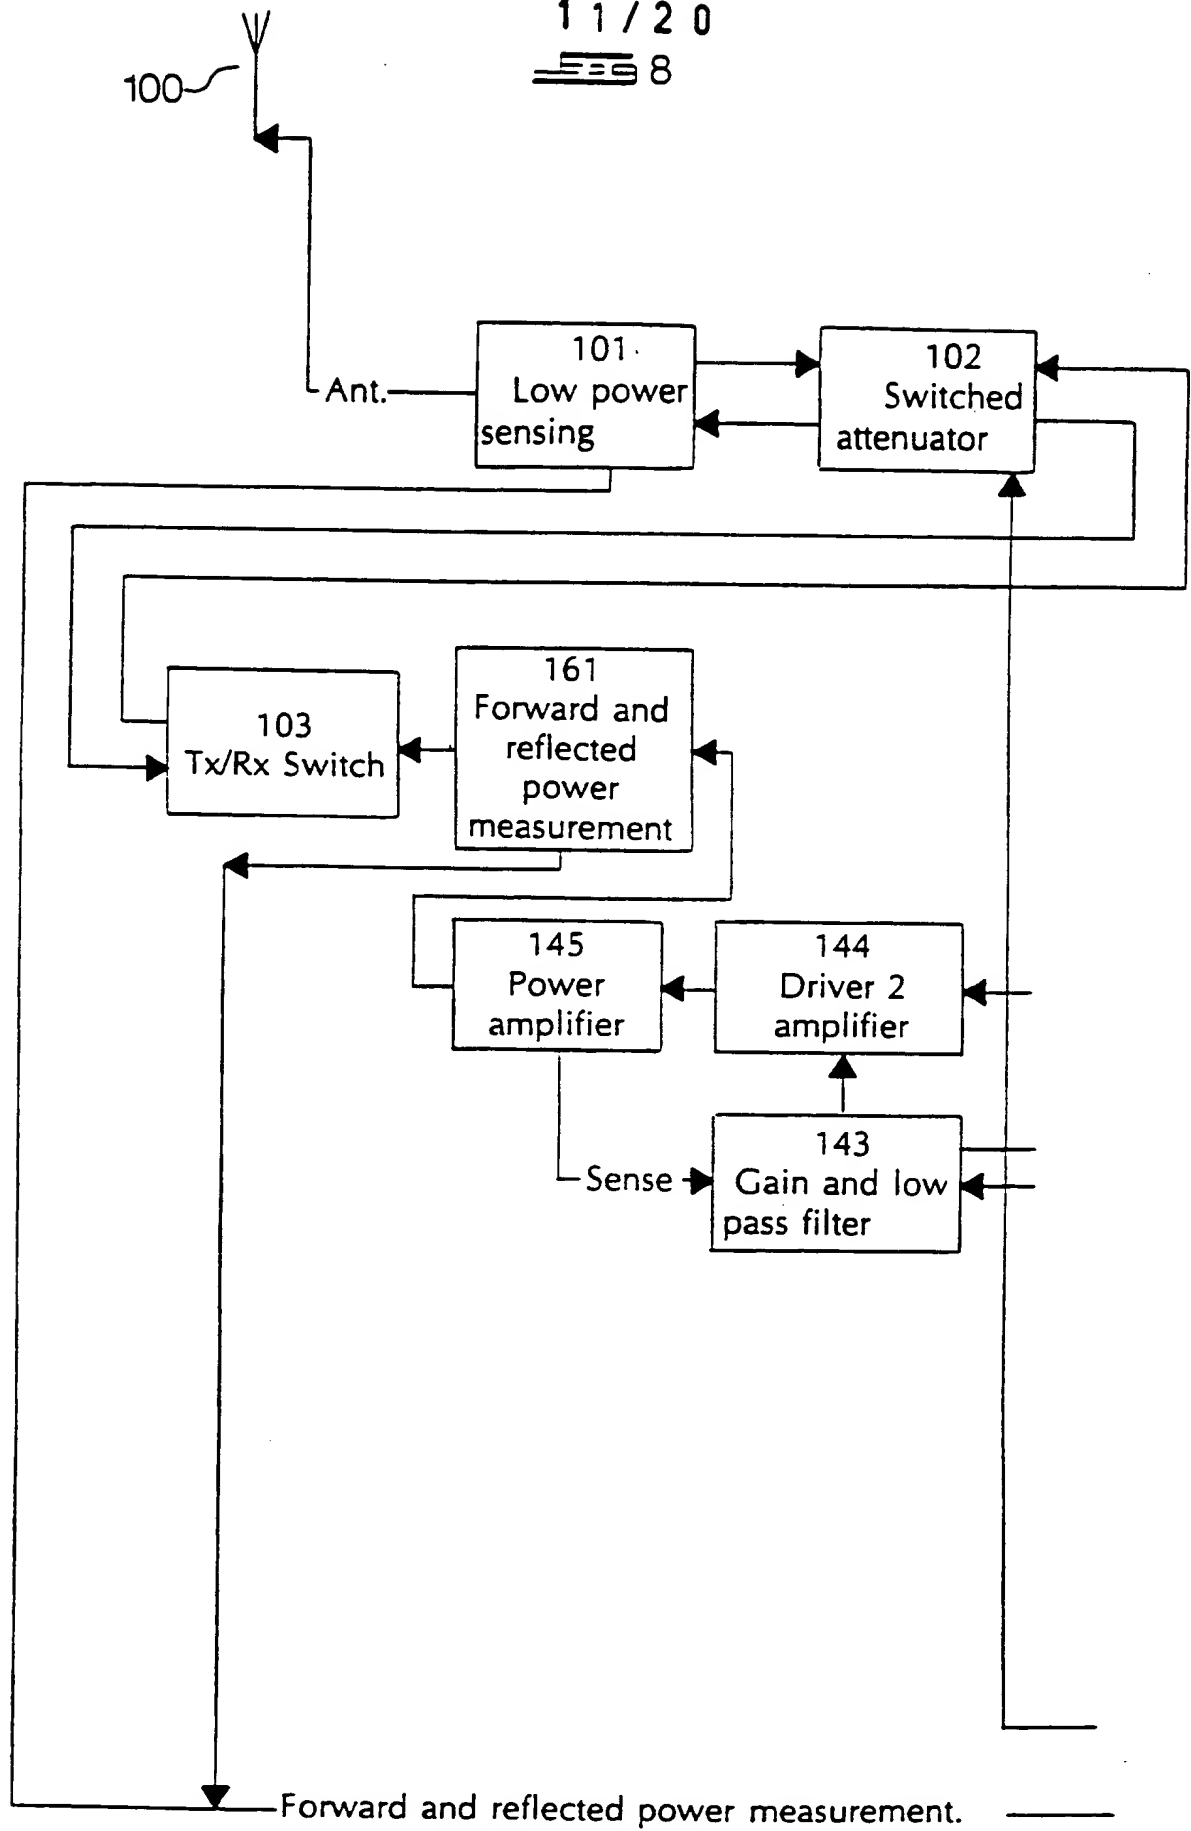 11/20
Fig 8
100
101
Low power
sensing
102
Switched
attenuator
Ant.
103
Tx/Rx Switch
161
Forward and
reflected
power
measurement
145
Power
amplifier
144
Driver 2
amplifier
143
Gain and low
pass filter
Sense
Forward and reflected power measurement.